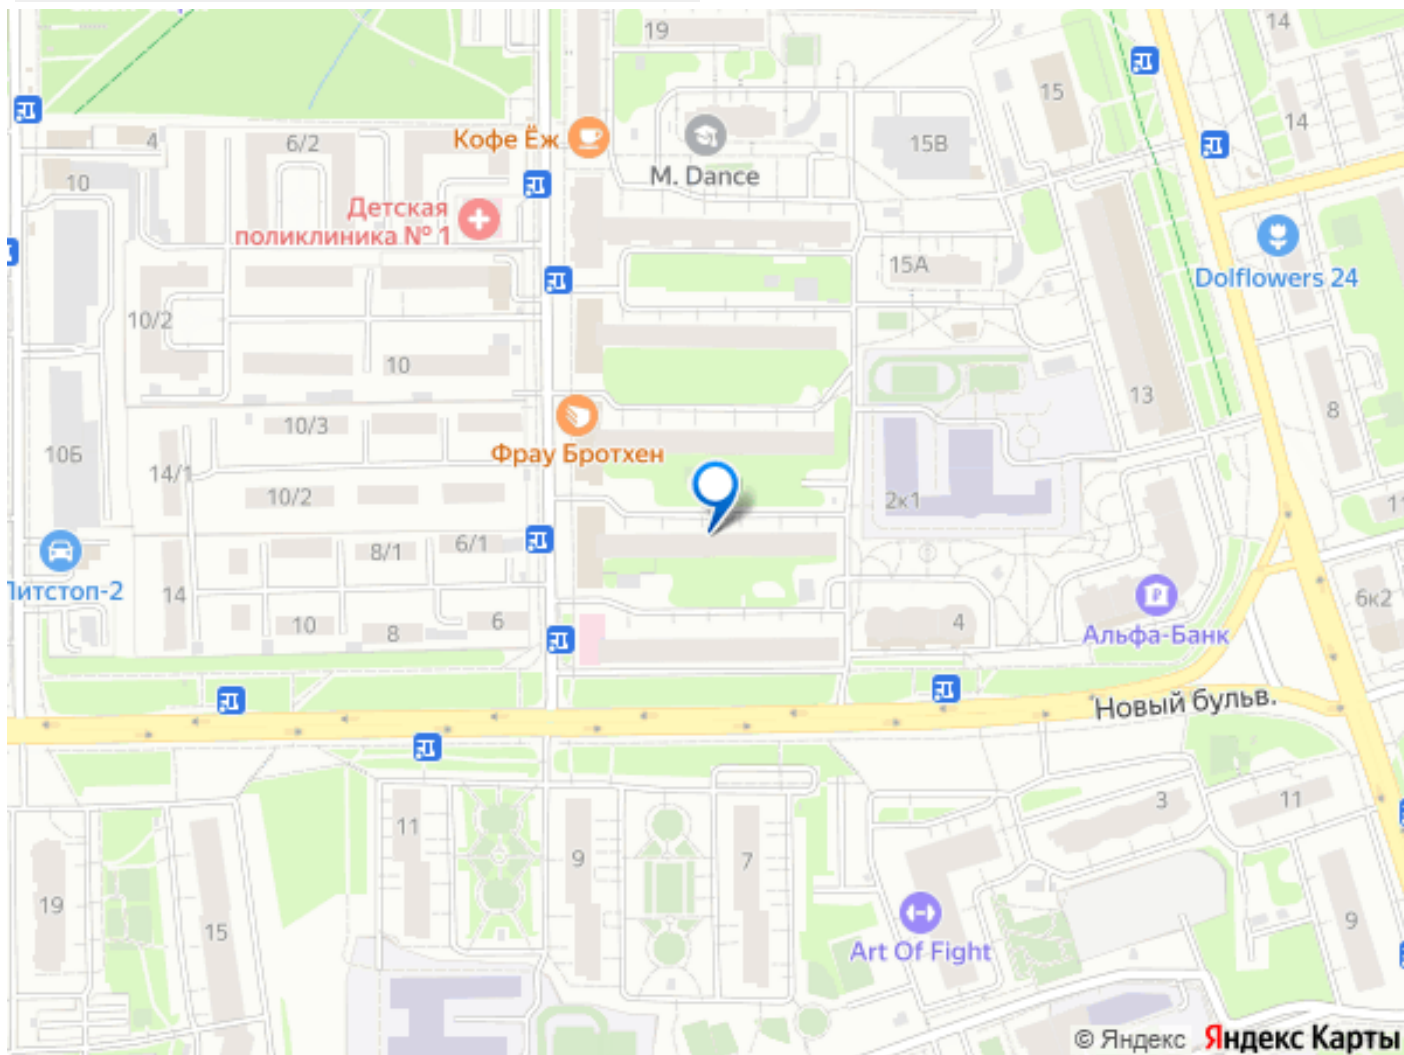 19
14
15
14
4
6/2
Кофе Ёж
M. Dance
15В
10
Детская
поликлиника № 1
15А
Dolflowers 24
10/2
10
13
8
10/3
Фрау Бротхен
10Б
14/1
10/2
2к1
11
8/1
6/1
Питстоп-2
14
10
8
6
4
Альфа-Банк
6к2
Новый бульв.
11
9
7
3
11
19
15
9
Art Of Fight
© Яндекс Яндекс Карты